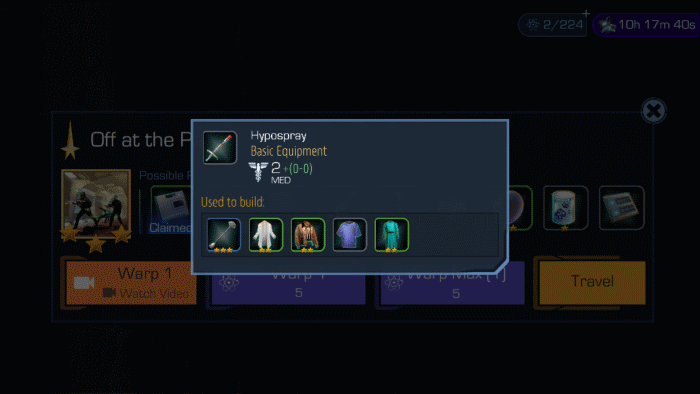 2/224
10h 17m 40s
Off at the P
Hypospray
Basic Equipment
2 +(0-0)
MED
Possible
Used to build:
Claimed
Warp 1
Watch Video
5
Warp Max (1)
5
Travel